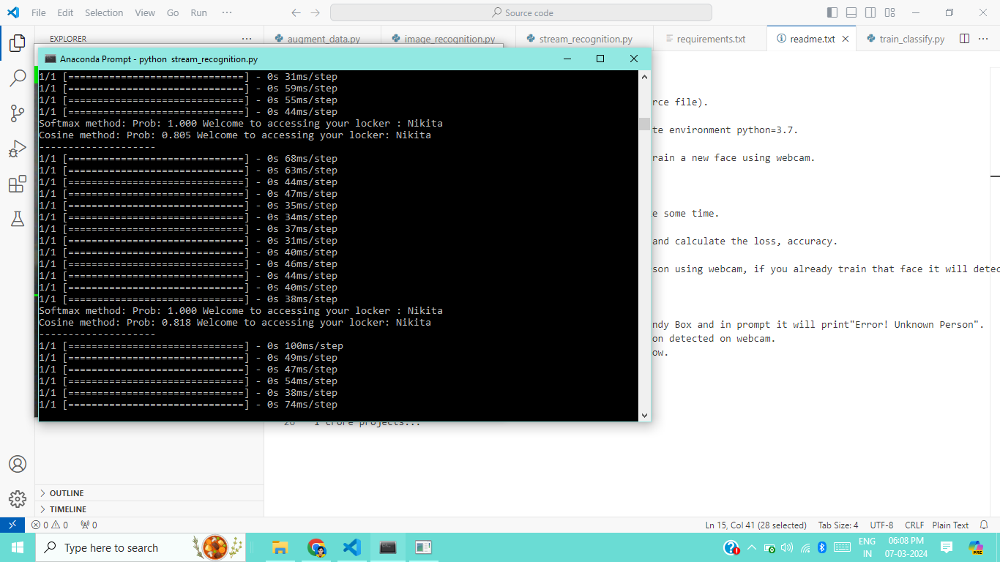 File Edit Selection View Go Run ···
Source code
EXPLORER ···
augment_data.py image_recognition.py stream_recognition.py requirements.txt readme.txt train_classify.py ···
Anaconda Prompt - python stream_recognition.py
1/1 [==============================] - 0s 31ms/step
1/1 [==============================] - 0s 59ms/step
1/1 [==============================] - 0s 55ms/step
rce file).
1/1 [==============================] - 0s 44ms/step
Softmax method: Prob: 1.000 Welcome to accessing your locker : Nikita
te environment python=3.7.
Cosine method: Prob: 0.805 Welcome to accessing your locker: Nikita
--------------------
1/1 [==============================] - 0s 68ms/step
rain a new face using webcam.
1/1 [==============================] - 0s 63ms/step
1/1 [==============================] - 0s 44ms/step
1/1 [==============================] - 0s 47ms/step
1/1 [==============================] - 0s 35ms/step
e some time.
1/1 [==============================] - 0s 34ms/step
1/1 [==============================] - 0s 37ms/step
1/1 [==============================] - 0s 31ms/step
and calculate the loss, accuracy.
1/1 [==============================] - 0s 40ms/step
1/1 [==============================] - 0s 46ms/step
son using webcam, if you already train that face it will detec
1/1 [==============================] - 0s 44ms/step
1/1 [==============================] - 0s 40ms/step
1/1 [==============================] - 0s 38ms/step
Softmax method: Prob: 1.000 Welcome to accessing your locker : Nikita
Cosine method: Prob: 0.818 Welcome to accessing your locker: Nikita
ndy Box and in prompt it will print"Error! Unknown Person".
--------------------
on detected on webcam.
1/1 [==============================] - 0s 100ms/step
ow.
1/1 [==============================] - 0s 49ms/step
1/1 [==============================] - 0s 47ms/step
1/1 [==============================] - 0s 54ms/step
1/1 [==============================] - 0s 38ms/step
1/1 [==============================] - 0s 74ms/step
26 1 crore projects...
OUTLINE
TIMELINE
0 0 0 Ln 15, Col 41 (28 selected) Tab Size: 4 UTF-8 CRLF Plain Text
Type here to search
ENG
IN
06:08 PM
07-03-2024
PRE